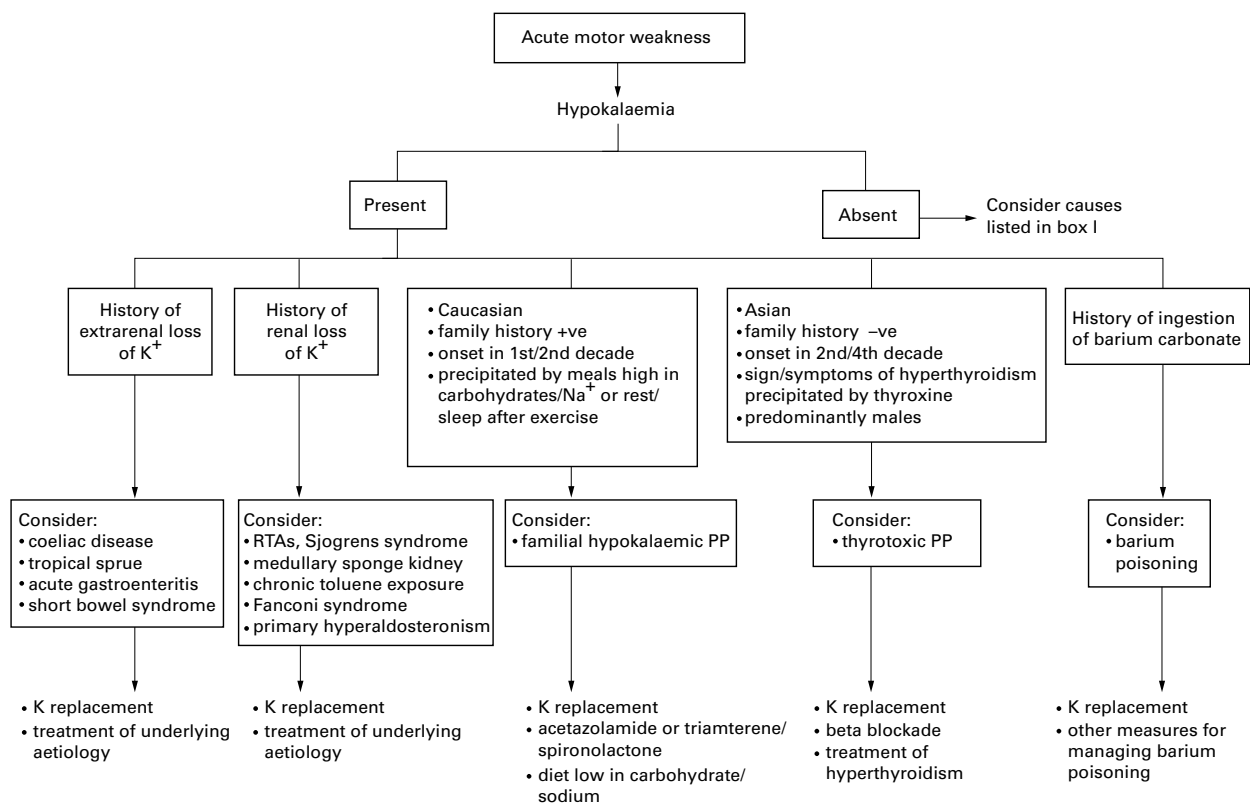 Acute motor weakness
Hypokalaemia
Present
Absent
Consider causes
listed in box I
History of
extrarenal loss
of K+
History of
renal loss
of K+
• Caucasian
• family history +ve
• onset in 1st/2nd decade
• precipitated by meals high in
carbohydrates/Na+ or rest/
sleep after exercise
• Asian
• family history –ve
• onset in 2nd/4th decade
• sign/symptoms of hyperthyroidism
precipitated by thyroxine
• predominantly males
History of ingestion
of barium carbonate
Consider:
• coeliac disease
• tropical sprue
• acute gastroenteritis
• short bowel syndrome
Consider:
• RTAs, Sjogrens syndrome
• medullary sponge kidney
• chronic toluene exposure
• Fanconi syndrome
• primary hyperaldosteronism
Consider:
• familial hypokalaemic PP
Consider:
• thyrotoxic PP
Consider:
• barium
poisoning
• K replacement
• treatment of underlying
aetiology
• K replacement
• treatment of underlying
aetiology
• K replacement
• acetazolamide or triamterene/
spironolactone
• diet low in carbohydrate/
sodium
• K replacement
• beta blockade
• treatment of
hyperthyroidism
• K replacement
• other measures for
managing barium
poisoning